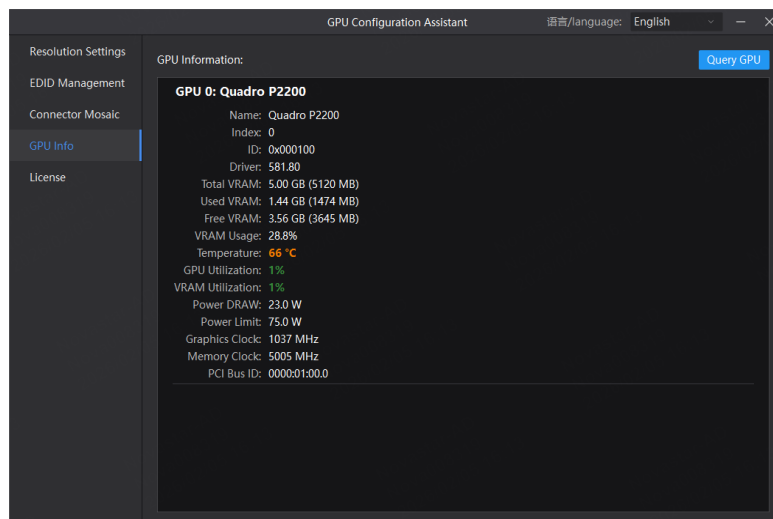 GPU Configuration Assistant
语言/language: English
Resolution Settings
EDID Management
Connector Mosaic
GPU Info
License
GPU Information:
Query GPU
GPU 0: Quadro P2200
Name: Quadro P2200
Index: 0
ID: 0x000100
Driver: 581.80
Total VRAM: 5.00 GB (5120 MB)
Used VRAM: 1.44 GB (1474 MB)
Free VRAM: 3.56 GB (3645 MB)
VRAM Usage: 28.8%
Temperature: 66 °C
GPU Utilization: 1%
VRAM Utilization: 1%
Power DRAW: 23.0 W
Power Limit: 75.0 W
Graphics Clock: 1037 MHz
Memory Clock: 5005 MHz
PCI Bus ID: 0000:01:00.0